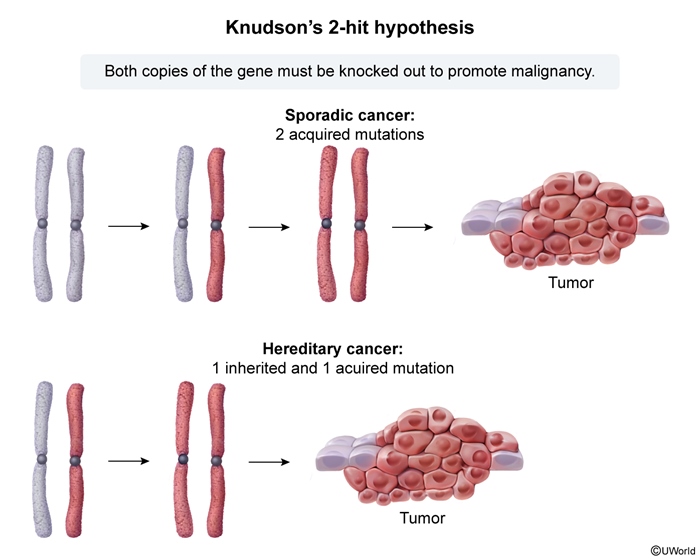 Knudson's 2-hit hypothesis
Both copies of the gene must be knocked out to promote malignancy.
Sporadic cancer:
2 acquired mutations
Tumor
Hereditary cancer:
1 inherited and 1 acuired mutation
Tumor
©UWorld